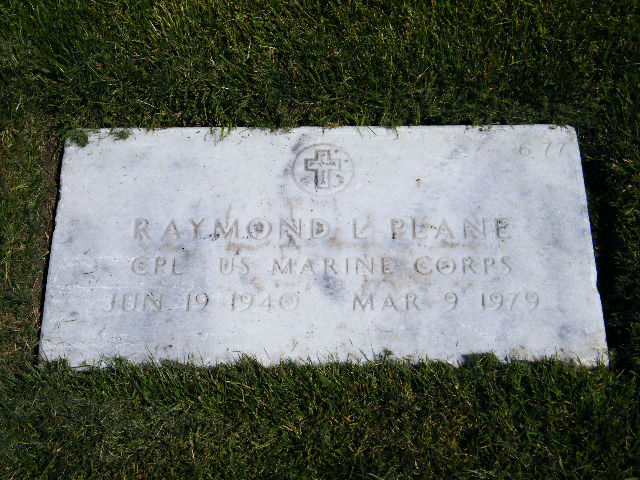 677
RAYMOND L PLANE
CPL US MARINE CORPS
JUN 19 1940 MAR 9 1979